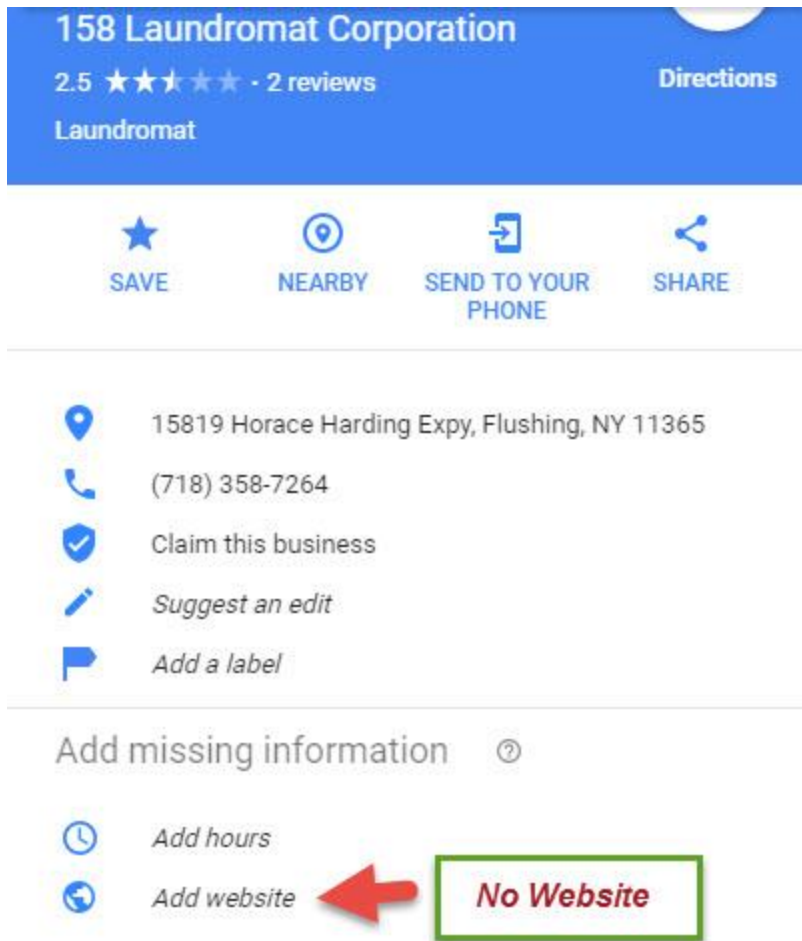 158 Laundromat Corporation
2.5 ★★★★★ · 2 reviews
Directions
Laundromat
SAVE
NEARBY
SEND TO YOUR
PHONE
SHARE
15819 Horace Harding Expy, Flushing, NY 11365
(718) 358-7264
Claim this business
Suggest an edit
Add a label
Add missing information ?
Add hours
Add website
No Website